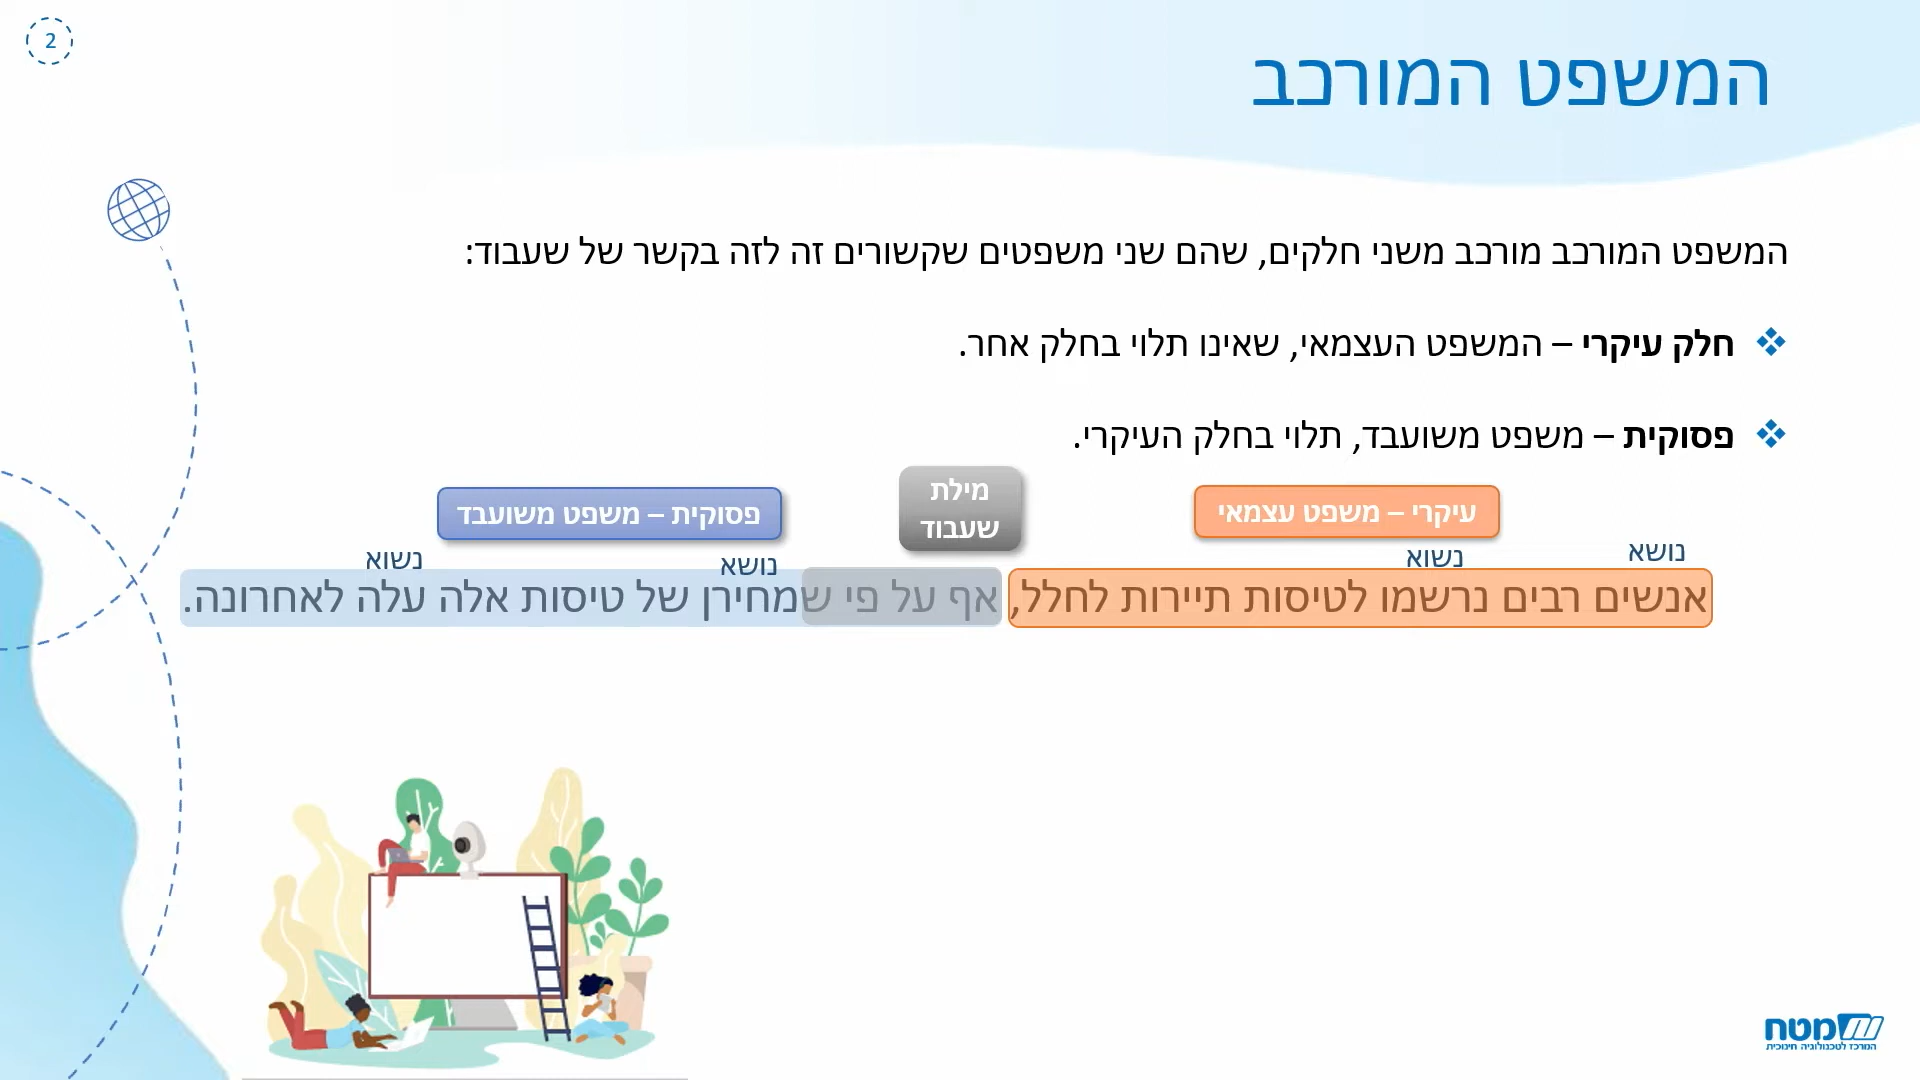 2
המשפט המורכב
המשפט המורכב מורכב משני חלקים, שהם שני משפטים שקשורים זה לזה בקשר של שעבוד:
❖ חלק עיקרי – המשפט העצמאי, שאינו תלוי בחלק אחר.
❖ פסוקית – משפט משועבד, תלוי בחלק העיקרי.
עיקרי – משפט עצמאי
מילת
שעבוד
פסוקית – משפט משועבד
נושא
נשוא
נושא
נשוא
אנשים רבים נרשמו לטיסות תיירות לחלל, אף על פי שמחירן של טיסות אלה עלה לאחרונה.
מטח
המרכז לטכנולוגיה חינוכית